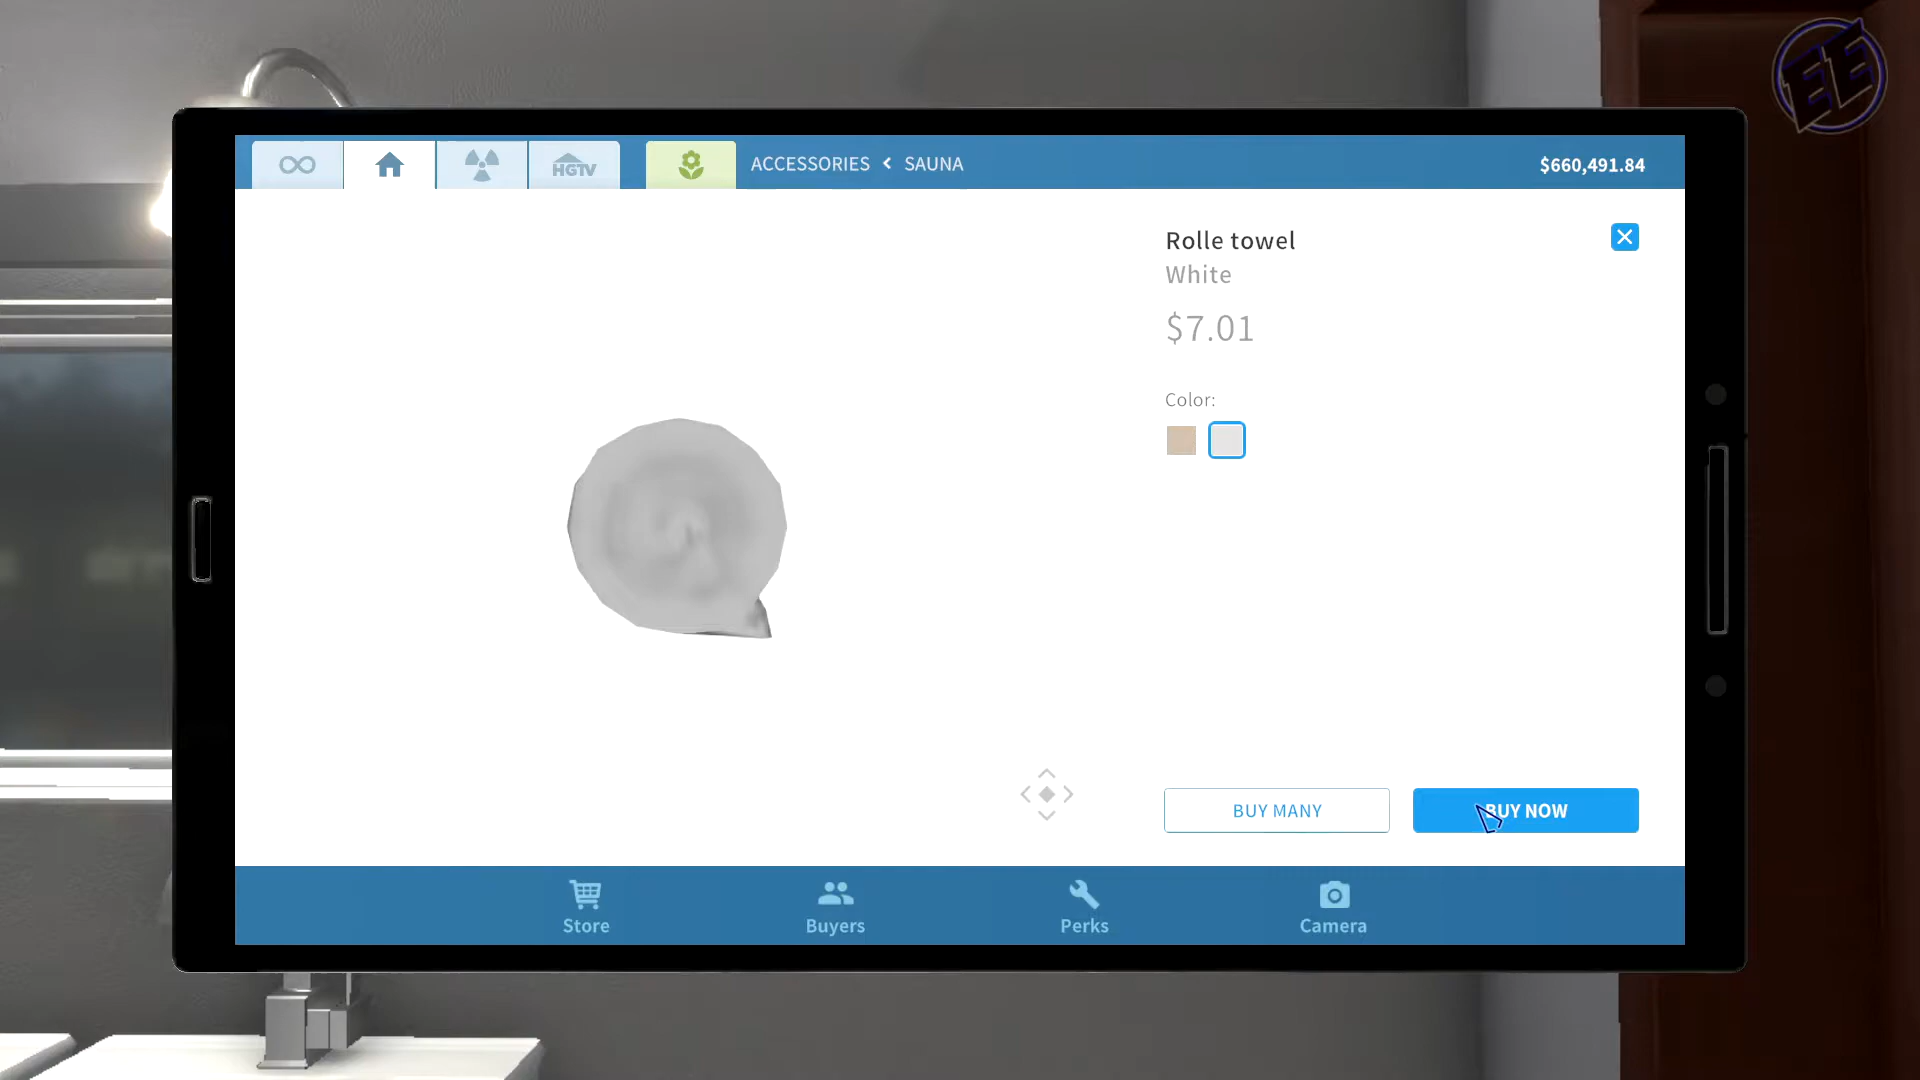 EE
HGTV
ACCESSORIES < SAUNA
$660,491.84
Rolle towel
White
$7.01
Color:
BUY MANY
BUY NOW
Store
Buyers
Perks
Camera